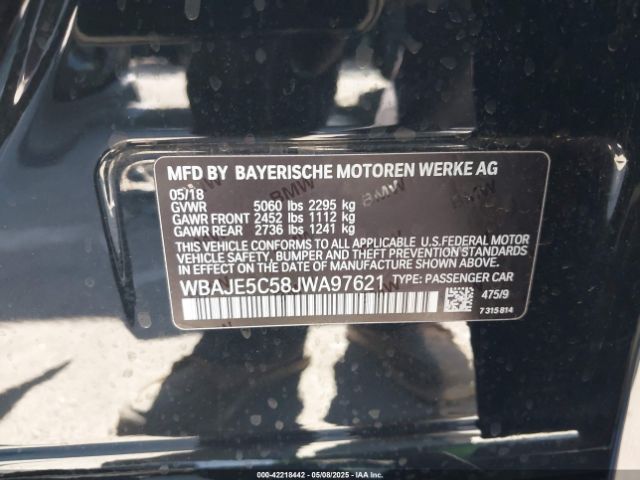 MFD BY BAYERISCHE MOTOREN WERKE AG
05/18
GVWR 5060 lbs 2295 kg
GAWR FRONT 2452 lbs 1112 kg
GAWR REAR 2736 lbs 1241 kg
THIS VEHICLE CONFORMS TO ALL APPLICABLE U.S.FEDERAL MOTOR
VEHICLE SAFETY, BUMPER AND THEFT PREVENTION STANDARDS
IN EFFECT ON THE DATE OF MANUFACTURE SHOWN ABOVE.
WBAJE5C58JWA97621 TYPE: PASSENGER CAR
475/9
7 315 814
BMW
BMW
BMW
000-42218442 - 05/08/2025 - IAA Inc.